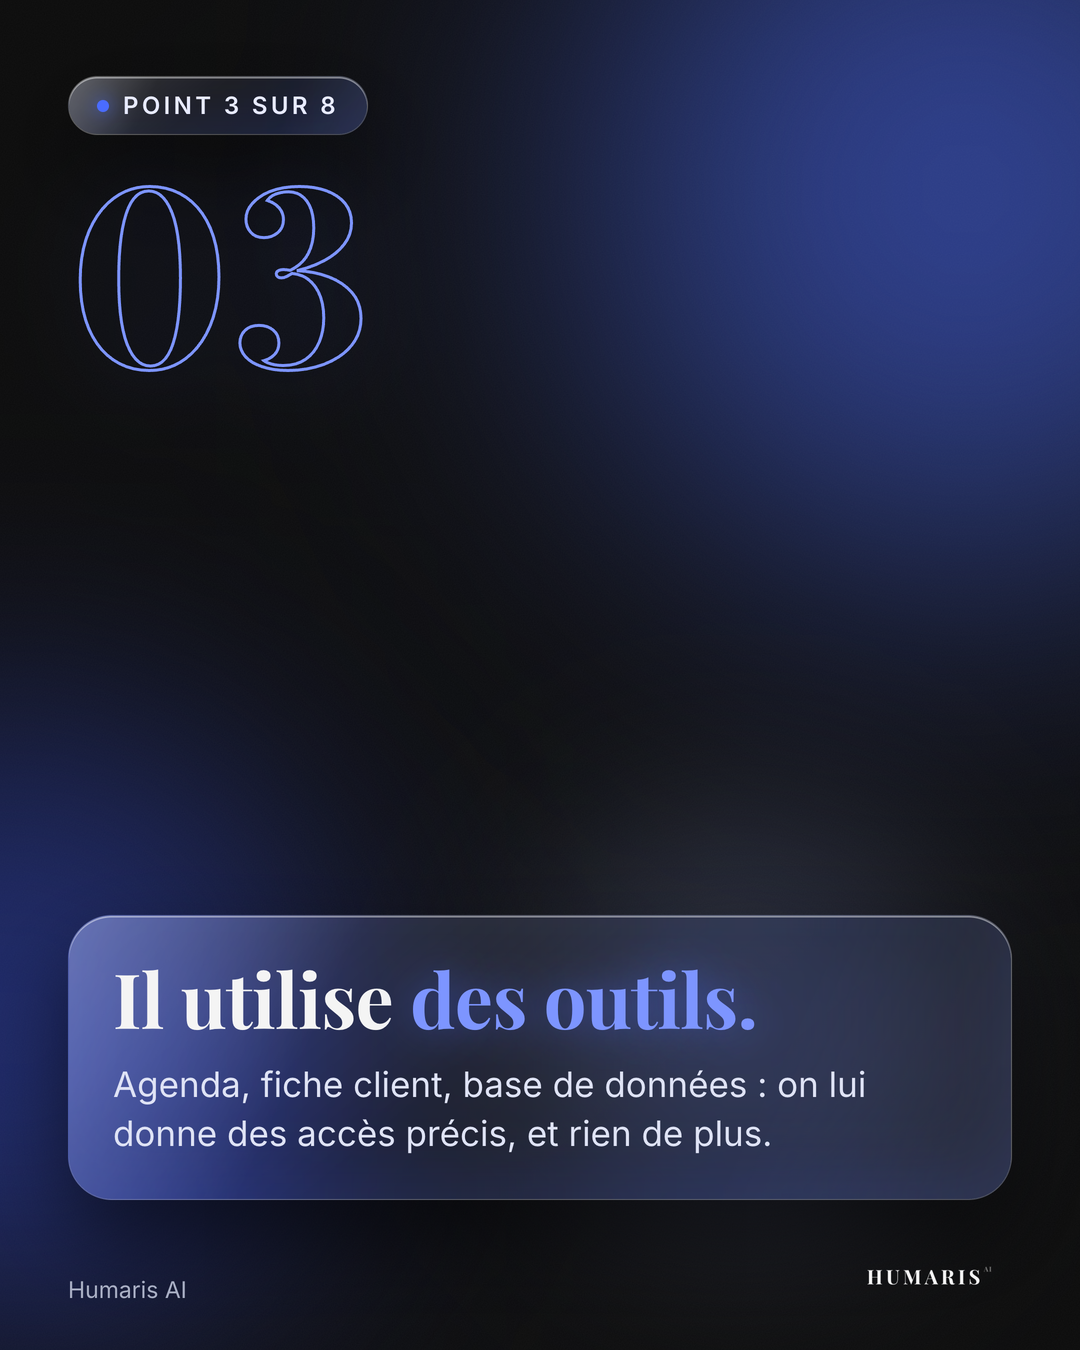 POINT 3 SUR 8
03
Il utilise des outils.
Agenda, fiche client, base de données : on lui
donne des accès précis, et rien de plus.
Humaris AI
HUMARIS AI